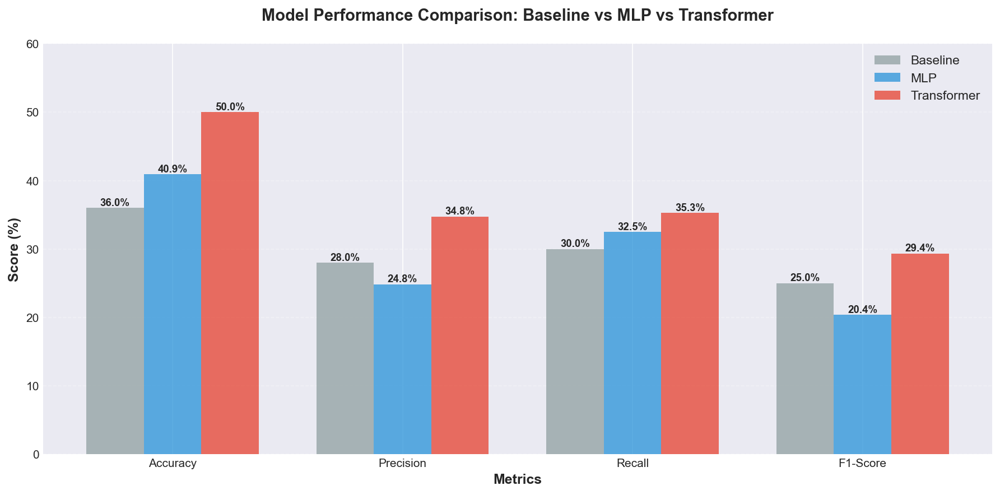 Model Performance Comparison: Baseline vs MLP vs Transformer
60
50
40
30
20
10
0
Score (%)
Baseline
MLP
Transformer
36.0%
40.9%
50.0%
28.0%
24.8%
34.8%
30.0%
32.5%
35.3%
25.0%
20.4%
29.4%
Accuracy
Precision
Recall
F1-Score
Metrics